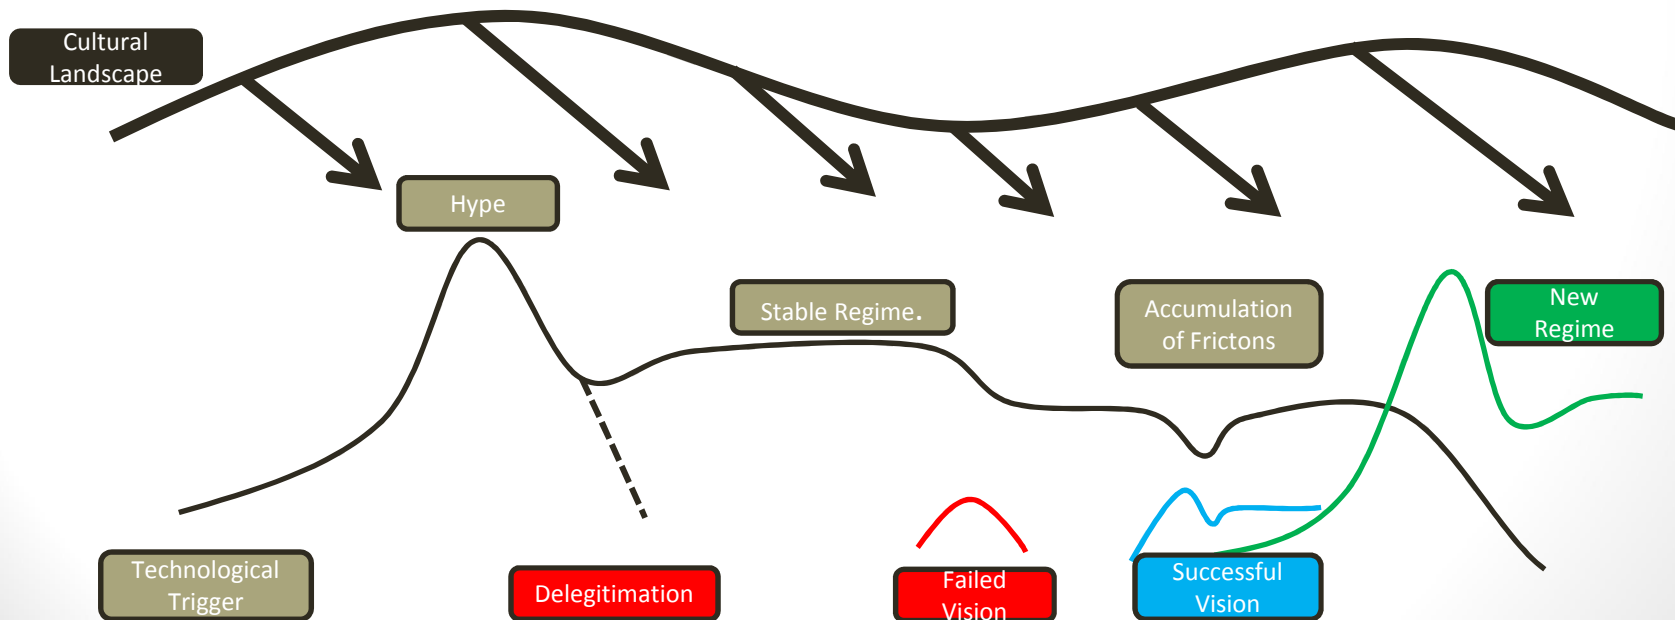 Cultural
Landscape
Hype
Stable Regime.
Accumulation
of Frictons
New
Regime
Technological
Trigger
Delegitimation
Failed
Vision
Successful
Vision